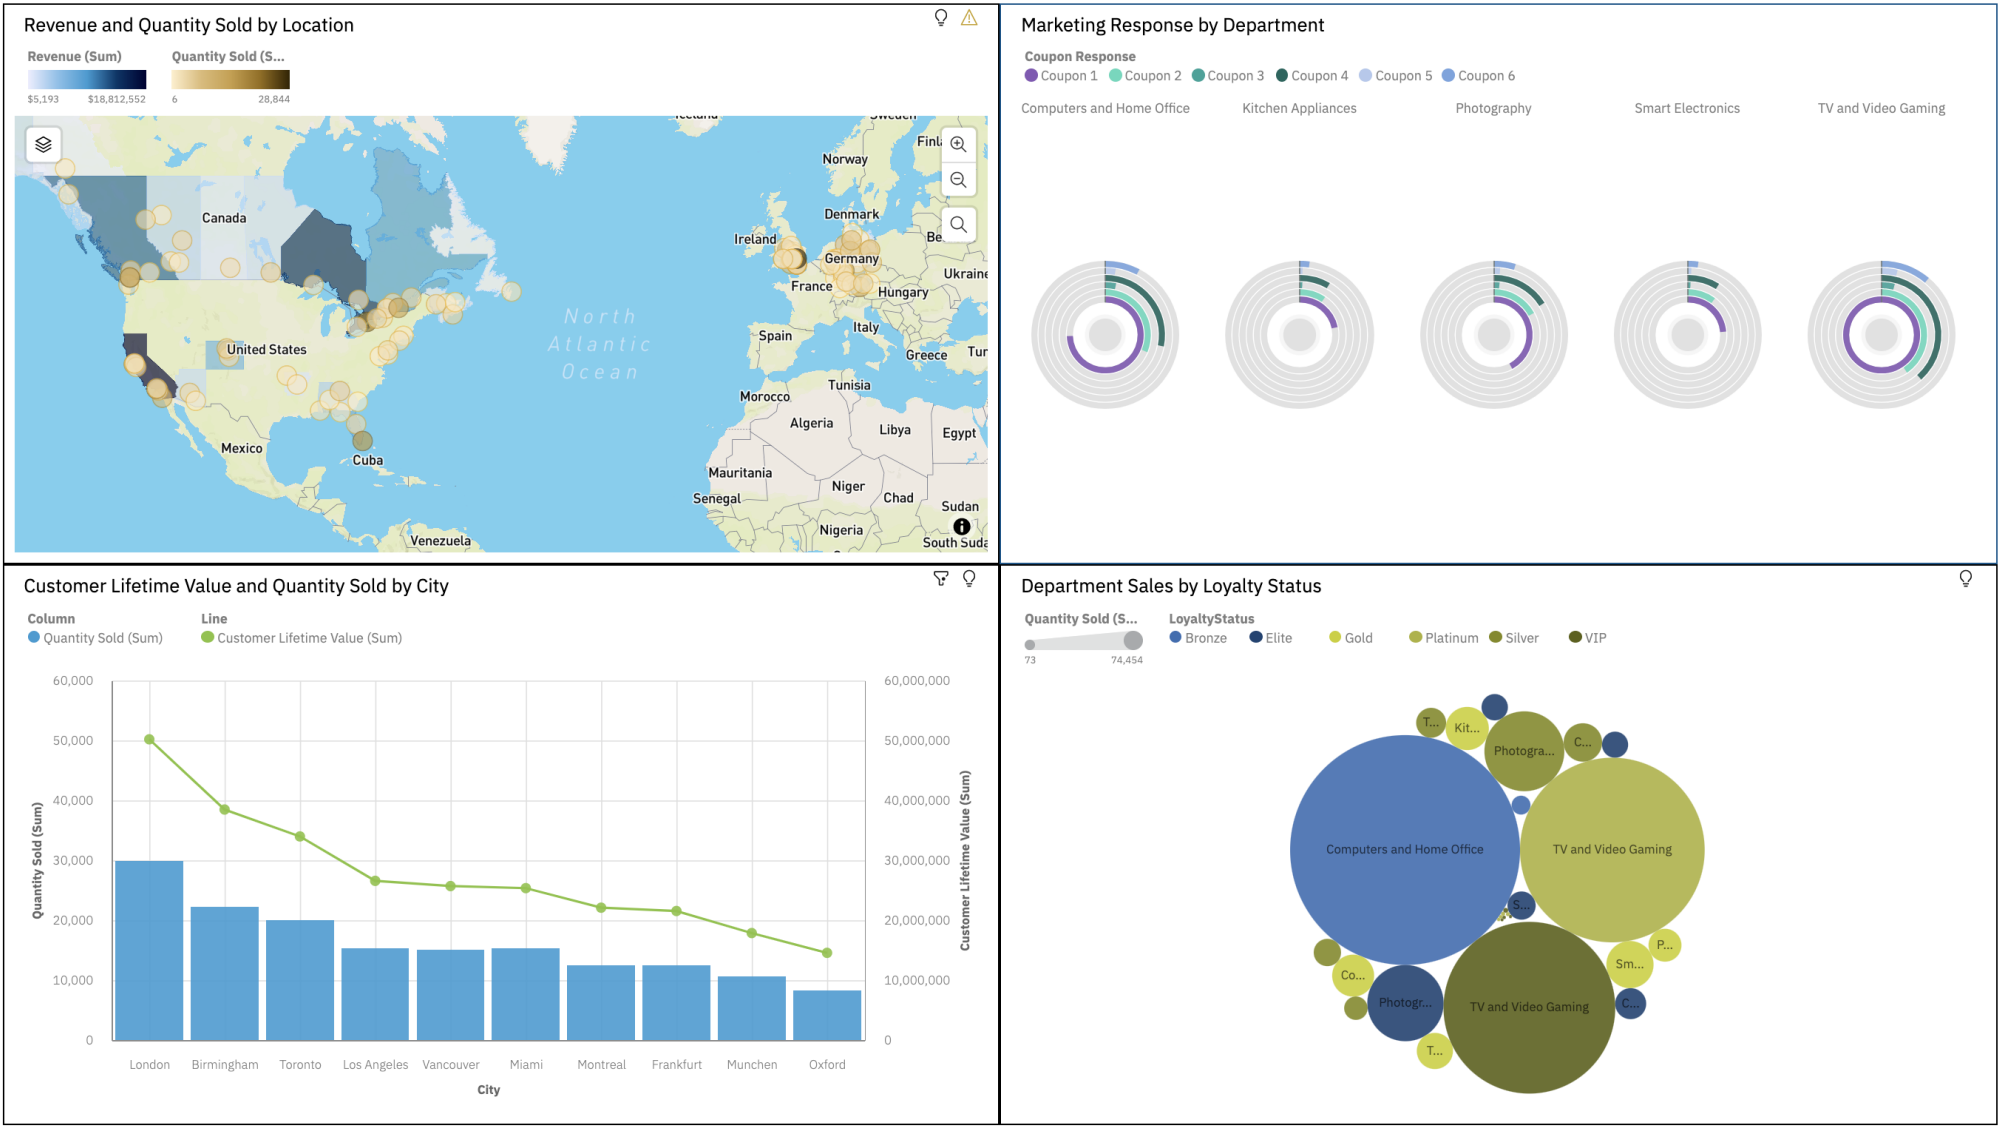 Revenue and Quantity Sold by Location
Revenue (Sum)
Quantity Sold (S...
$5,193
$18,812,552
6
28,844
Iceland
Sweden
Norway
Denmark
Ireland
Germany
Ukraine
France
Hungary
Italy
Spain
Greece
Tunisia
Morocco
Algeria
Libya
Egypt
Mauritania
Niger
Chad
Senegal
Sudan
Nigeria
South Suda
Canada
United States
Mexico
Cuba
Venezuela
North
Atlantic
Ocean
Marketing Response by Department
Coupon Response
Coupon 1
Coupon 2
Coupon 3
Coupon 4
Coupon 5
Coupon 6
Computers and Home Office
Kitchen Appliances
Photography
Smart Electronics
TV and Video Gaming
Customer Lifetime Value and Quantity Sold by City
Column
Line
Quantity Sold (Sum)
Customer Lifetime Value (Sum)
60,000
50,000
40,000
30,000
20,000
10,000
0
Quantity Sold (Sum)
60,000,000
50,000,000
40,000,000
30,000,000
20,000,000
10,000,000
0
Customer Lifetime Value (Sum)
London
Birmingham
Toronto
Los Angeles
Vancouver
Miami
Montreal
Frankfurt
Munchen
Oxford
City
Department Sales by Loyalty Status
Quantity Sold (S...
73
74,454
LoyaltyStatus
Bronze
Elite
Gold
Platinum
Silver
VIP
T...
Kit...
Photogra...
C...
Computers and Home Office
TV and Video Gaming
S...
P...
Sm...
Co...
Photogr...
TV and Video Gaming
C...
T...